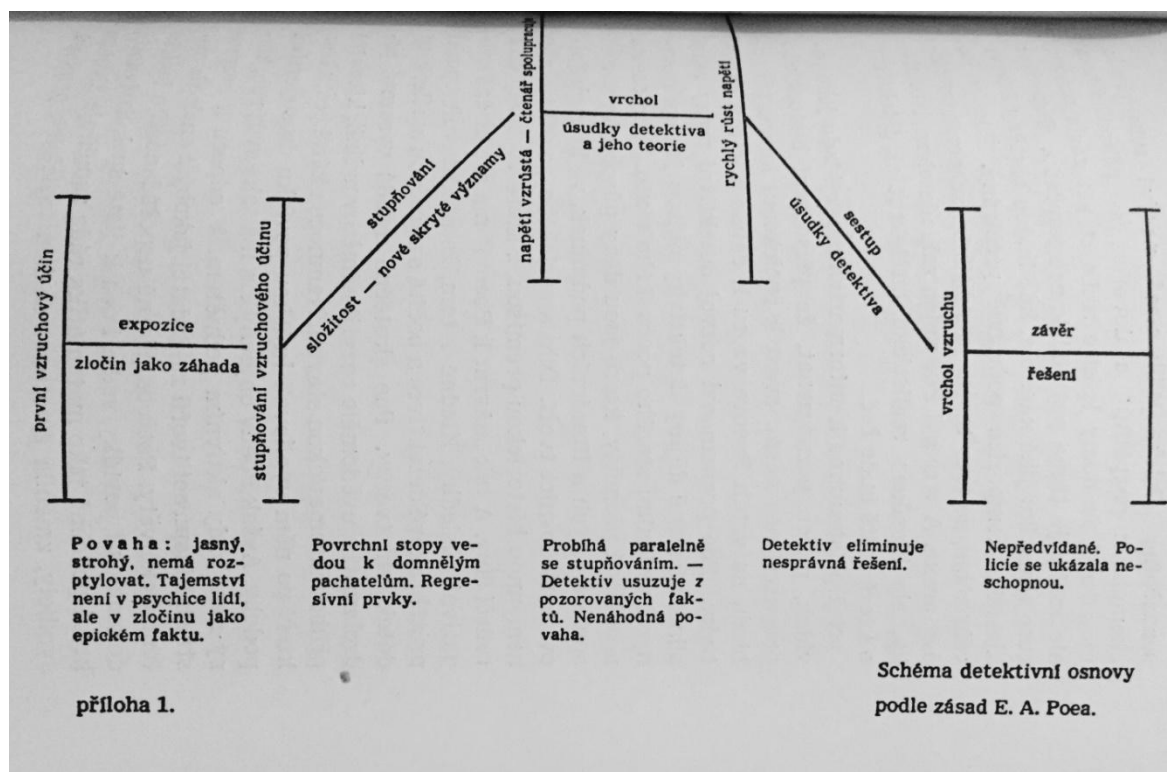 první vzruchový účin
expozice
zločin jako záhada
stupňování vzruchového účinu
stupňování
složitost — nové skryté významy
napětí vzrůstá — čtenář spolupracuje
vrchol
úsudky detektiva
a jeho teorie
rychlý růst napětí
sestup
úsudky detektiva
vrchol vzruchu
závěr
řešení
Povaha: jasný,
strohý, nemá roz-
ptylovat. Tajemství
není v psychice lidí,
ale v zločinu jako
epickém faktu.
Povrchní stopy ve-
dou k domnělým
pachatelům. Regre-
sivní prvky.
Probíhá paralelně
se stupňováním. —
Detektiv usuzuje z
pozorovaných fak-
tů. Nenáhodná po-
vaha.
Detektiv eliminuje
nesprávná řešení.
Nepředvídané. Po-
licie se ukázala ne-
schopnou.
příloha 1.
Schéma detektivní osnovy
podle zásad E. A. Poea.